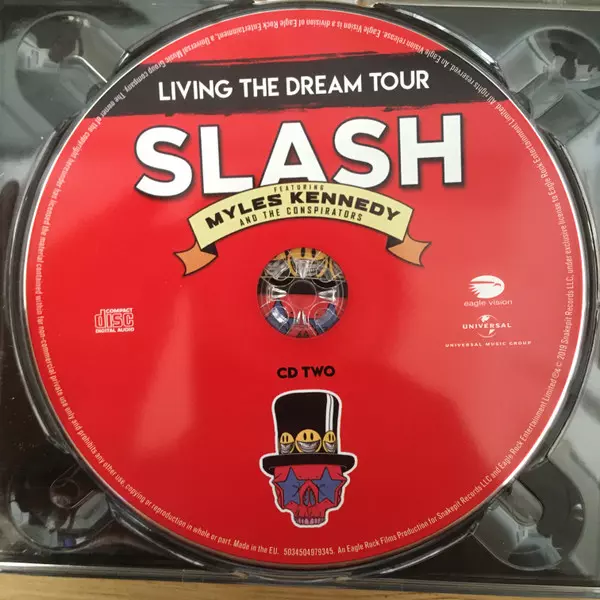 LIVING THE DREAM TOUR
SLASH
FEATURING
MYLES KENNEDY
AND THE CONSPIRATORS
COMPACT
disc
DIGITAL AUDIO
eagle vision
UNIVERSAL
UNIVERSAL MUSIC GROUP
CD TWO
℗© 2019 Snakepit Records LLC, under exclusive license to Eagle Rock Entertainment Limited. All rights reserved. An Eagle Vision release. Eagle Vision is a division of Eagle Rock Entertainment, a Universal Music Group company. The owner of the copyright hereunder has licensed the material contained within for non-commercial private use only and prohibits any other use, copying or reproduction in whole or part. Made in the EU. 5034504979345. An Eagle Rock Films Production for Snakepit Records LLC and Eagle Rock Entertainment Limited